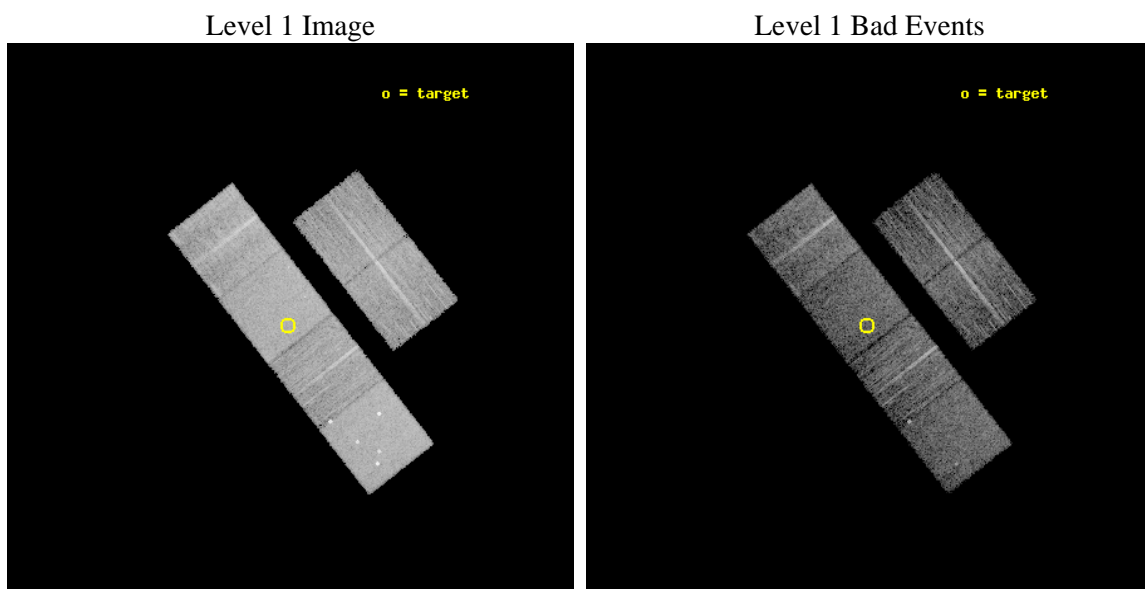 Level 1 Image
Level 1 Bad Events
o = target
o = target